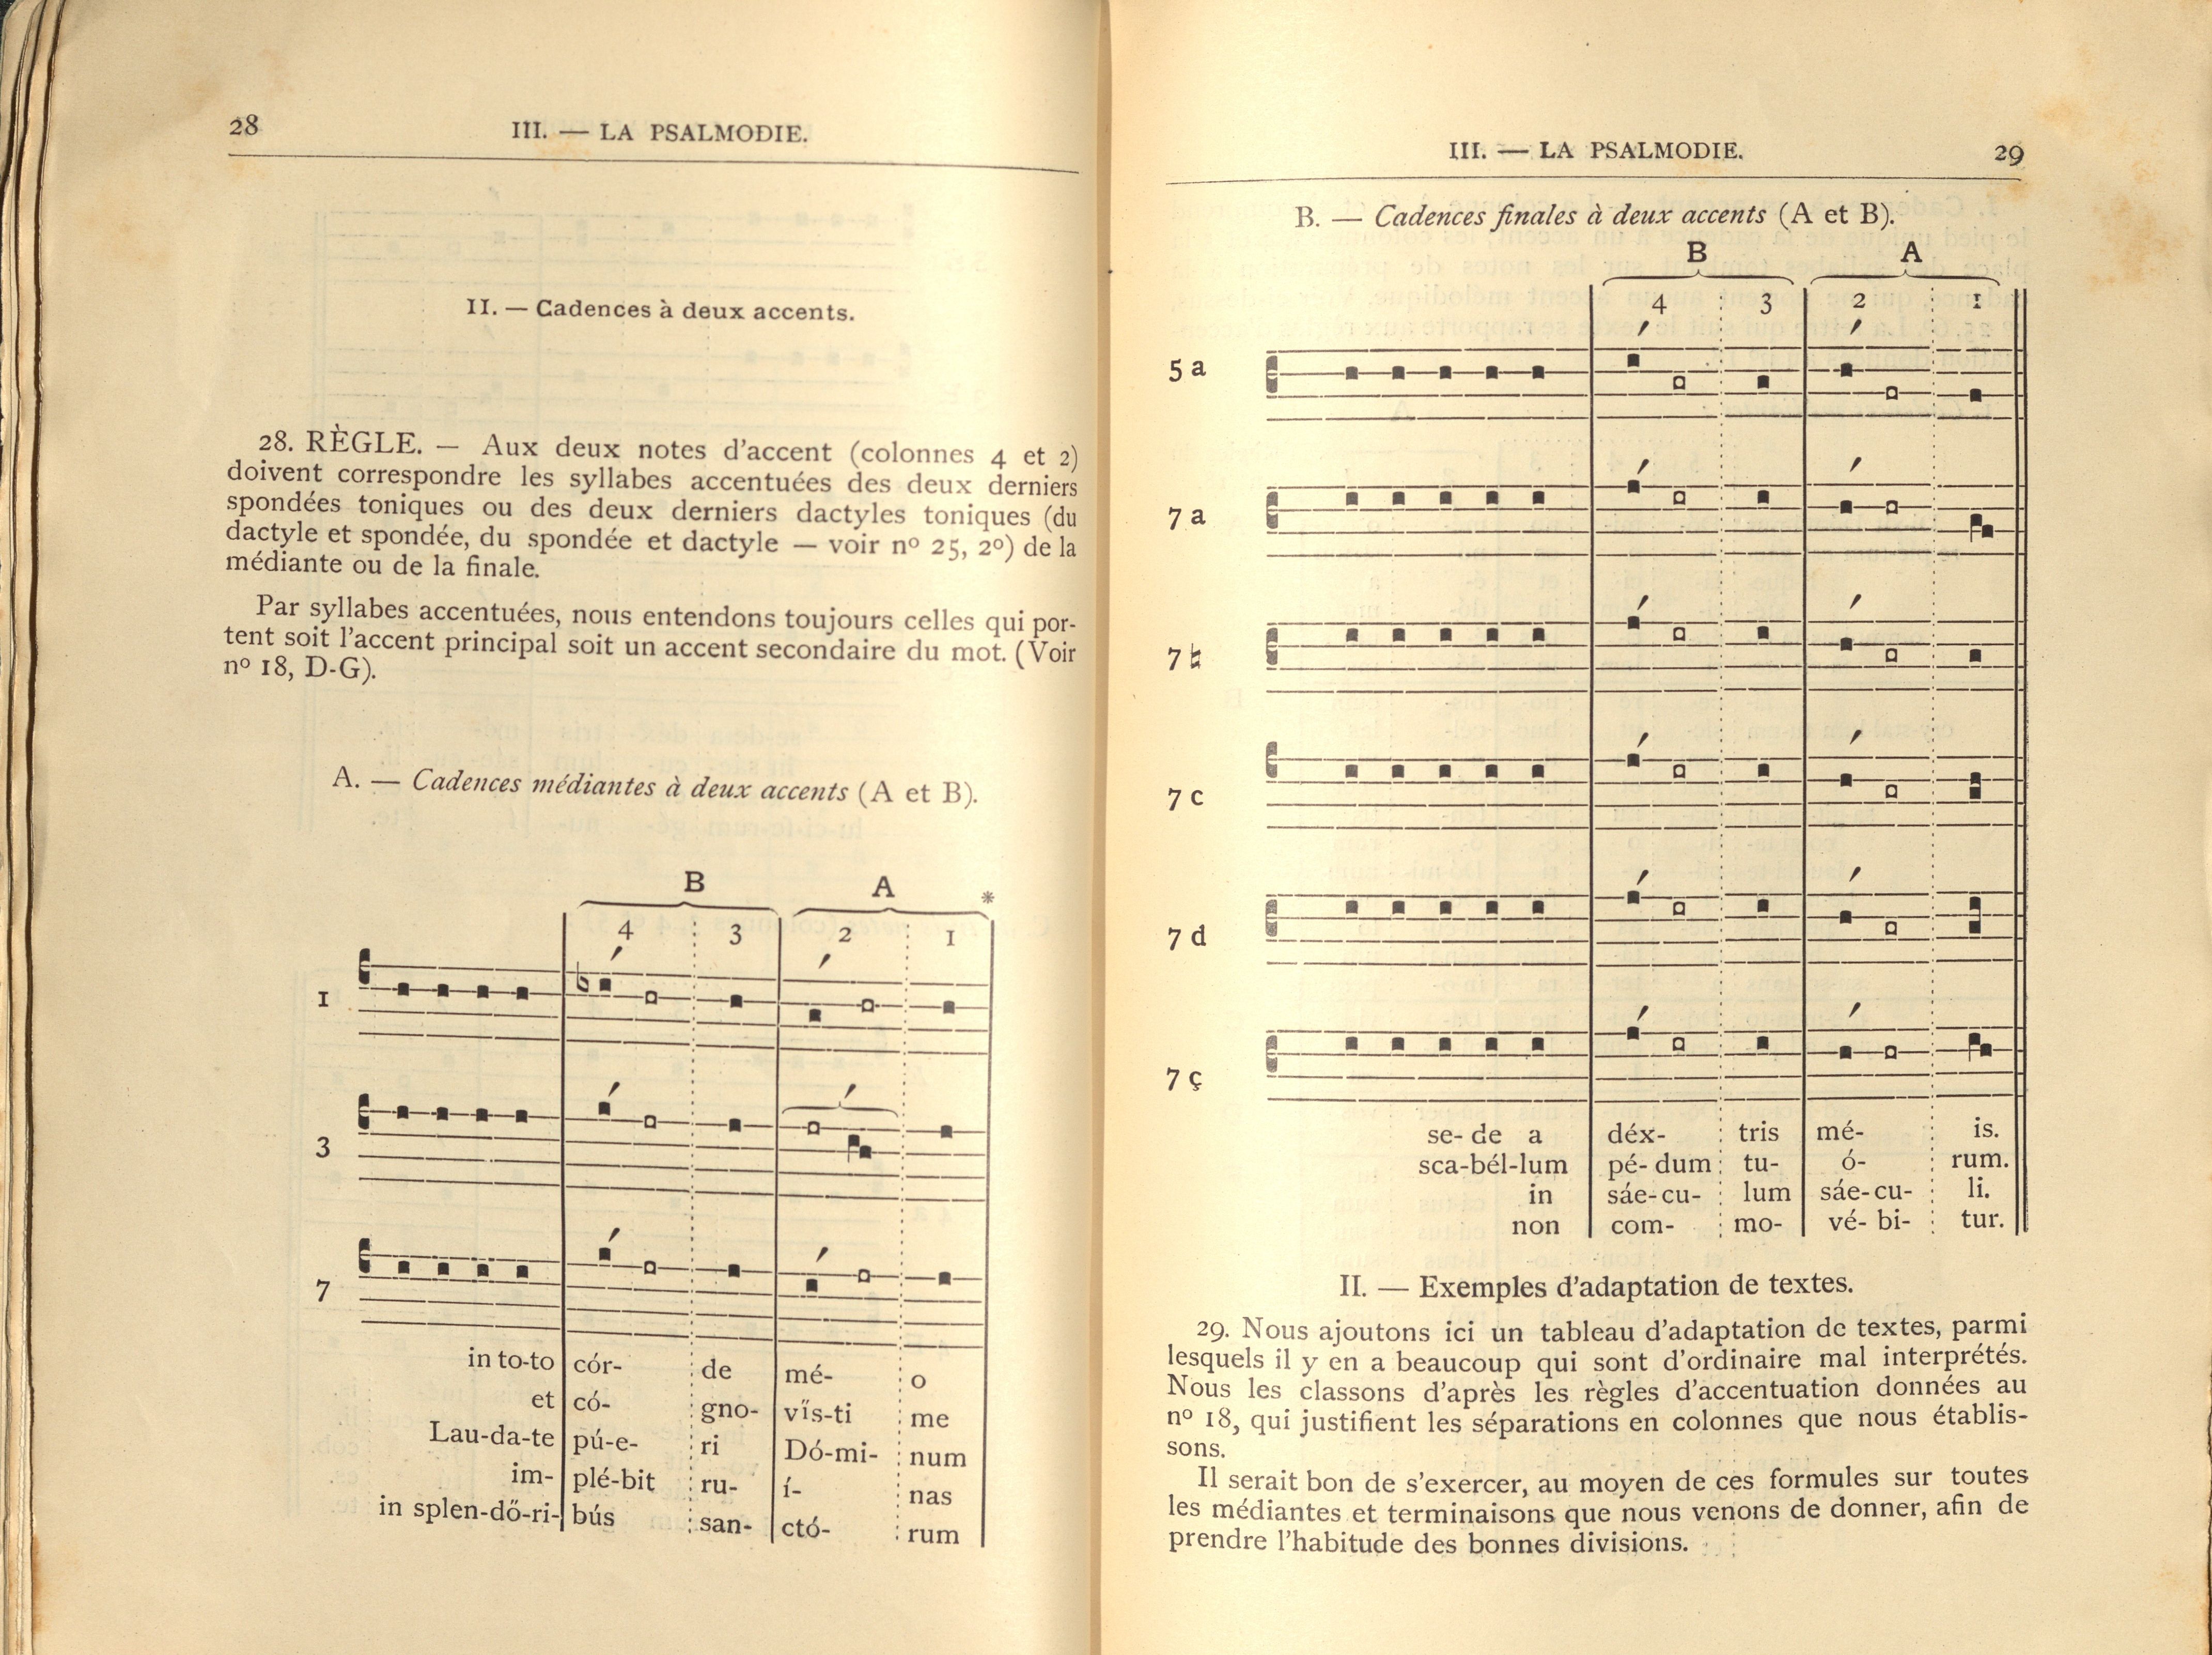 28
III. — LA PSALMODIE.
II. — Cadences à deux accents.
28. RÈGLE. — Aux deux notes d'accent (colonnes 4 et 2)
doivent correspondre les syllabes accentuées des deux derniers
spondées toniques ou des deux derniers dactyles toniques (du
dactyle et spondée, du spondée et dactyle — voir nº 25, 2º) de la
médiante ou de la finale.
Par syllabes accentuées, nous entendons toujours celles qui por-
tent soit l'accent principal soit un accent secondaire du mot. (Voir
nº 18, D-G).
A. — Cadences médiantes à deux accents (A et B).
B A *
4 3 2 1
1
3
7
in to-to cór- de mé- o
et có- gno- vi̋s-ti me
Lau-da-te pú-e- ri Dó-mi- num
im- plé-bit ru- í- nas
in splen-dő-ri- bús san- ctó- rum
III. — LA PSALMODIE.
29
B. — Cadences finales à deux accents (A et B).
B A
4 3 2 1
5 a
7 a
7 ♮
7 c
7 d
7 ç
se- de a déx- tris mé- is.
sca-bél-lum pé- dum tu- ó- rum.
in sáe-cu- lum sáe-cu- li.
non com- mo- vé- bi- tur.
II. — Exemples d'adaptation de textes.
29. Nous ajoutons ici un tableau d'adaptation de textes, parmi
lesquels il y en a beaucoup qui sont d'ordinaire mal interprétés.
Nous les classons d'après les règles d'accentuation données au
nº 18, qui justifient les séparations en colonnes que nous établis-
sons.
Il serait bon de s'exercer, au moyen de ces formules sur toutes
les médiantes et terminaisons que nous venons de donner, afin de
prendre l'habitude des bonnes divisions.